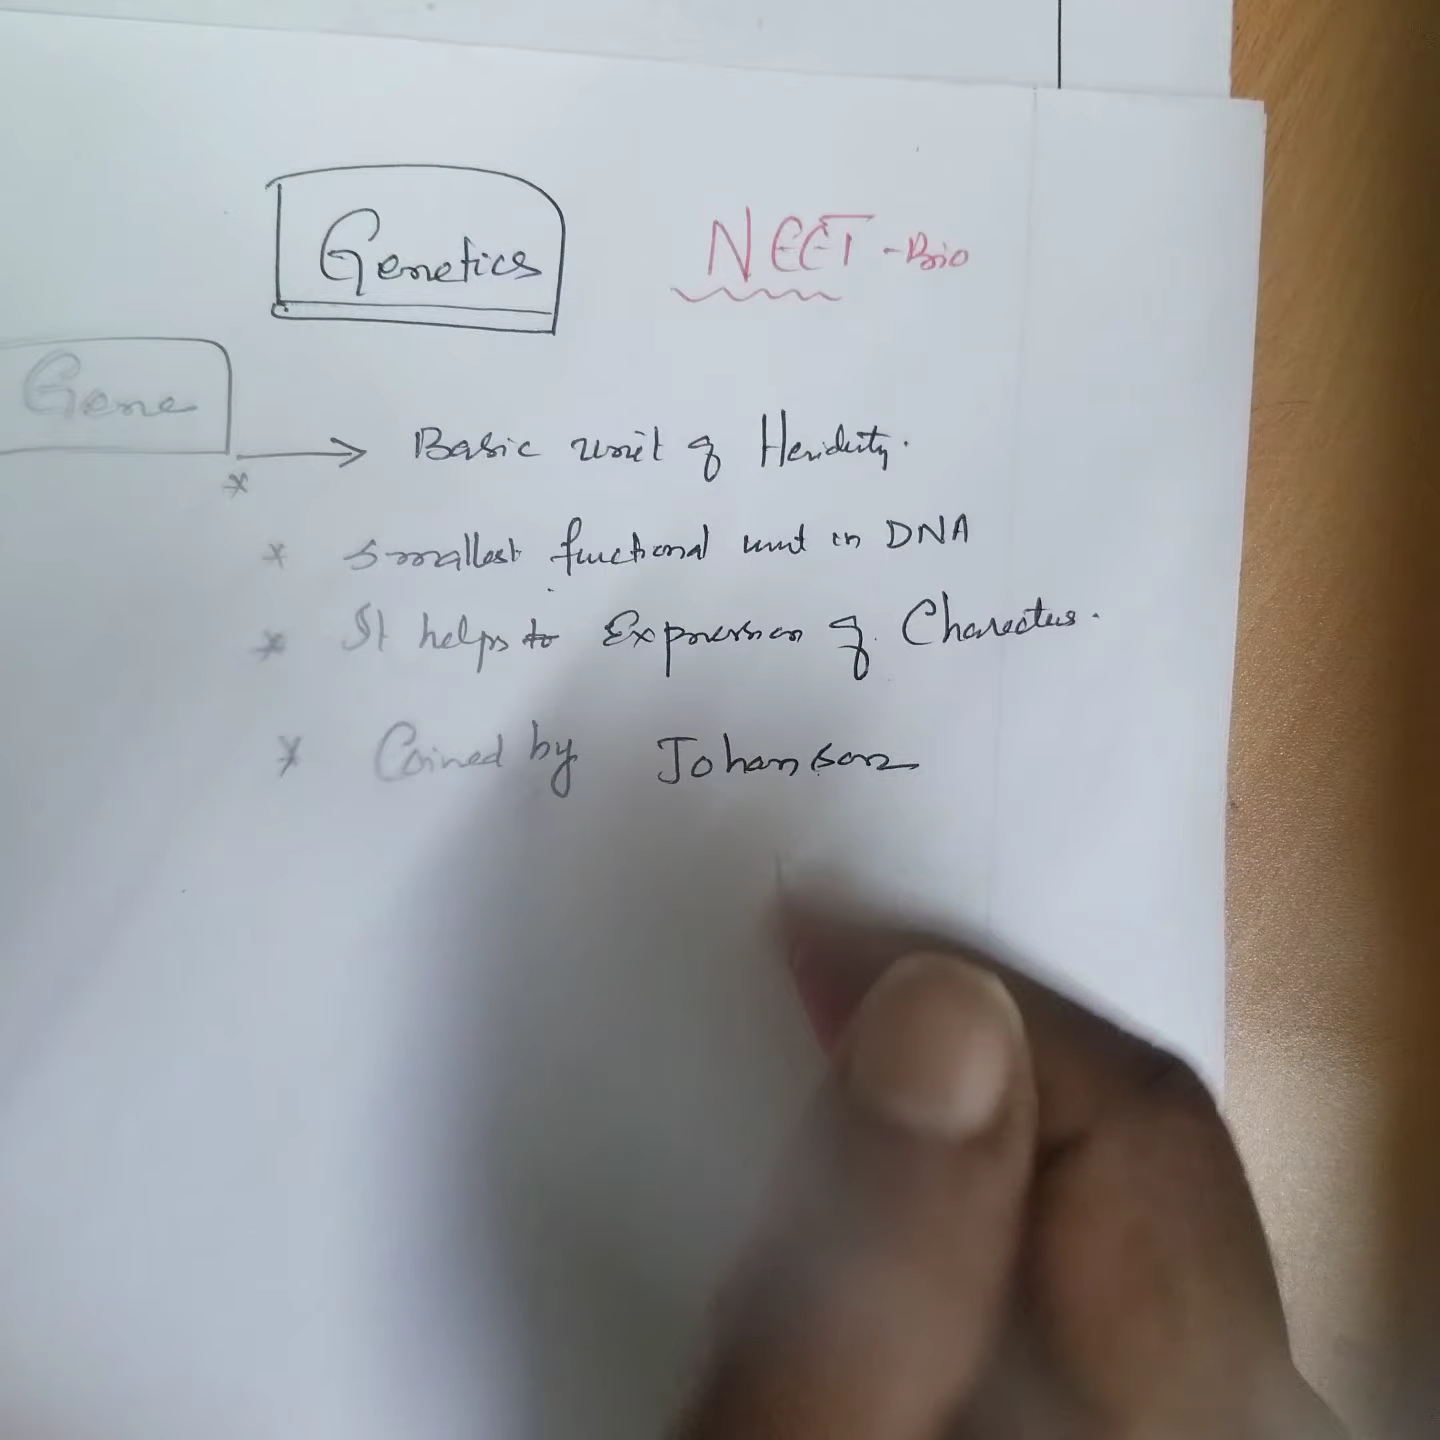 Genetics
NEET - Bio
Gene
* → Basic unit of Heridity.
* Smallest functional unit in DNA
* It helps to Expression of Charecters.
* Coined by Johanson